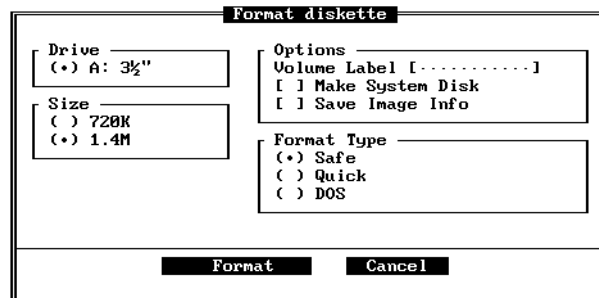 Format diskette
Drive
(•) A: 3½"
Size
( ) 720K
(•) 1.4M
Options
Volume Label [···········]
[ ] Make System Disk
[ ] Save Image Info
Format Type
(•) Safe
( ) Quick
( ) DOS
Format
Cancel